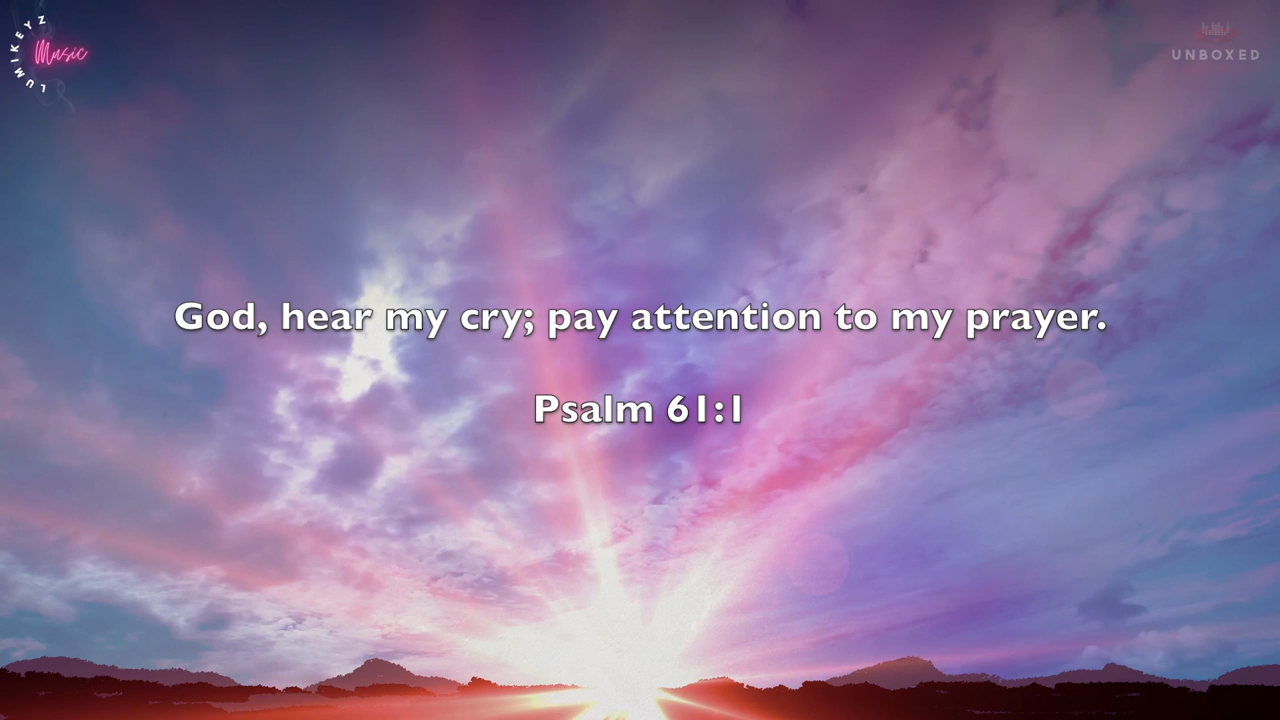 LUMIKEYZ
Music
UNBOXED
God, hear my cry; pay attention to my prayer.
Psalm 61:1